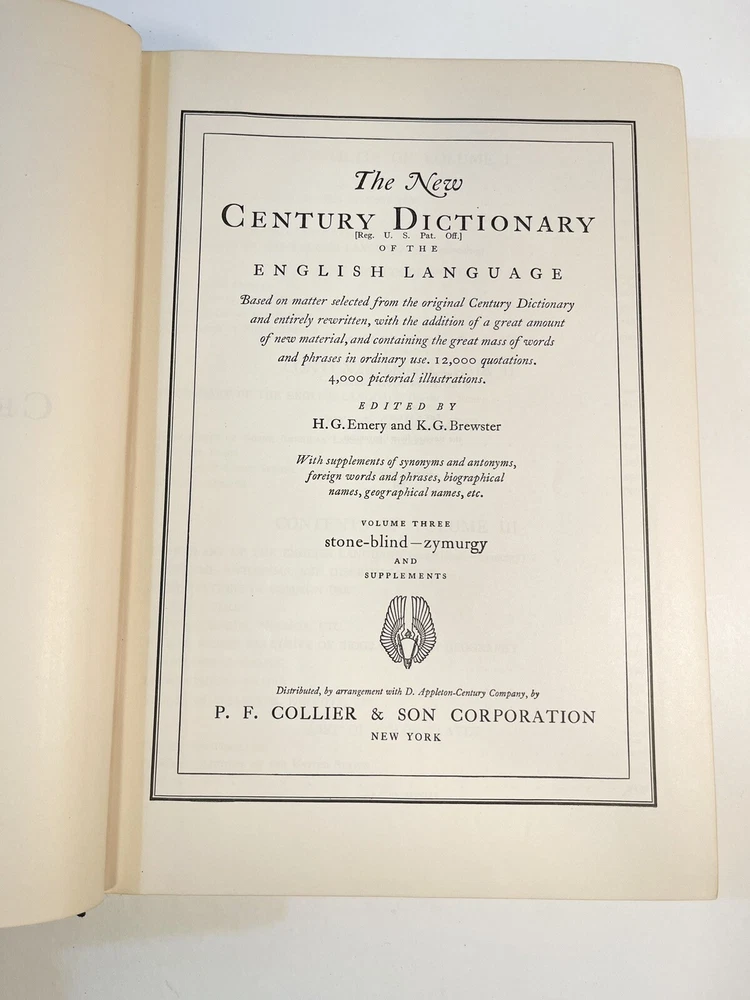 The New
CENTURY DICTIONARY
[Reg. U. S. Pat. Off.]
OF THE
ENGLISH LANGUAGE
Based on matter selected from the original Century Dictionary
and entirely rewritten, with the addition of a great amount
of new material, and containing the great mass of words
and phrases in ordinary use. 12,000 quotations.
4,000 pictorial illustrations.
EDITED BY
H. G. Emery and K. G. Brewster
With supplements of synonyms and antonyms,
foreign words and phrases, biographical
names, geographical names, etc.
VOLUME THREE
stone-blind—zymurgy
AND
SUPPLEMENTS
Distributed, by arrangement with D. Appleton-Century Company, by
P. F. COLLIER & SON CORPORATION
NEW YORK